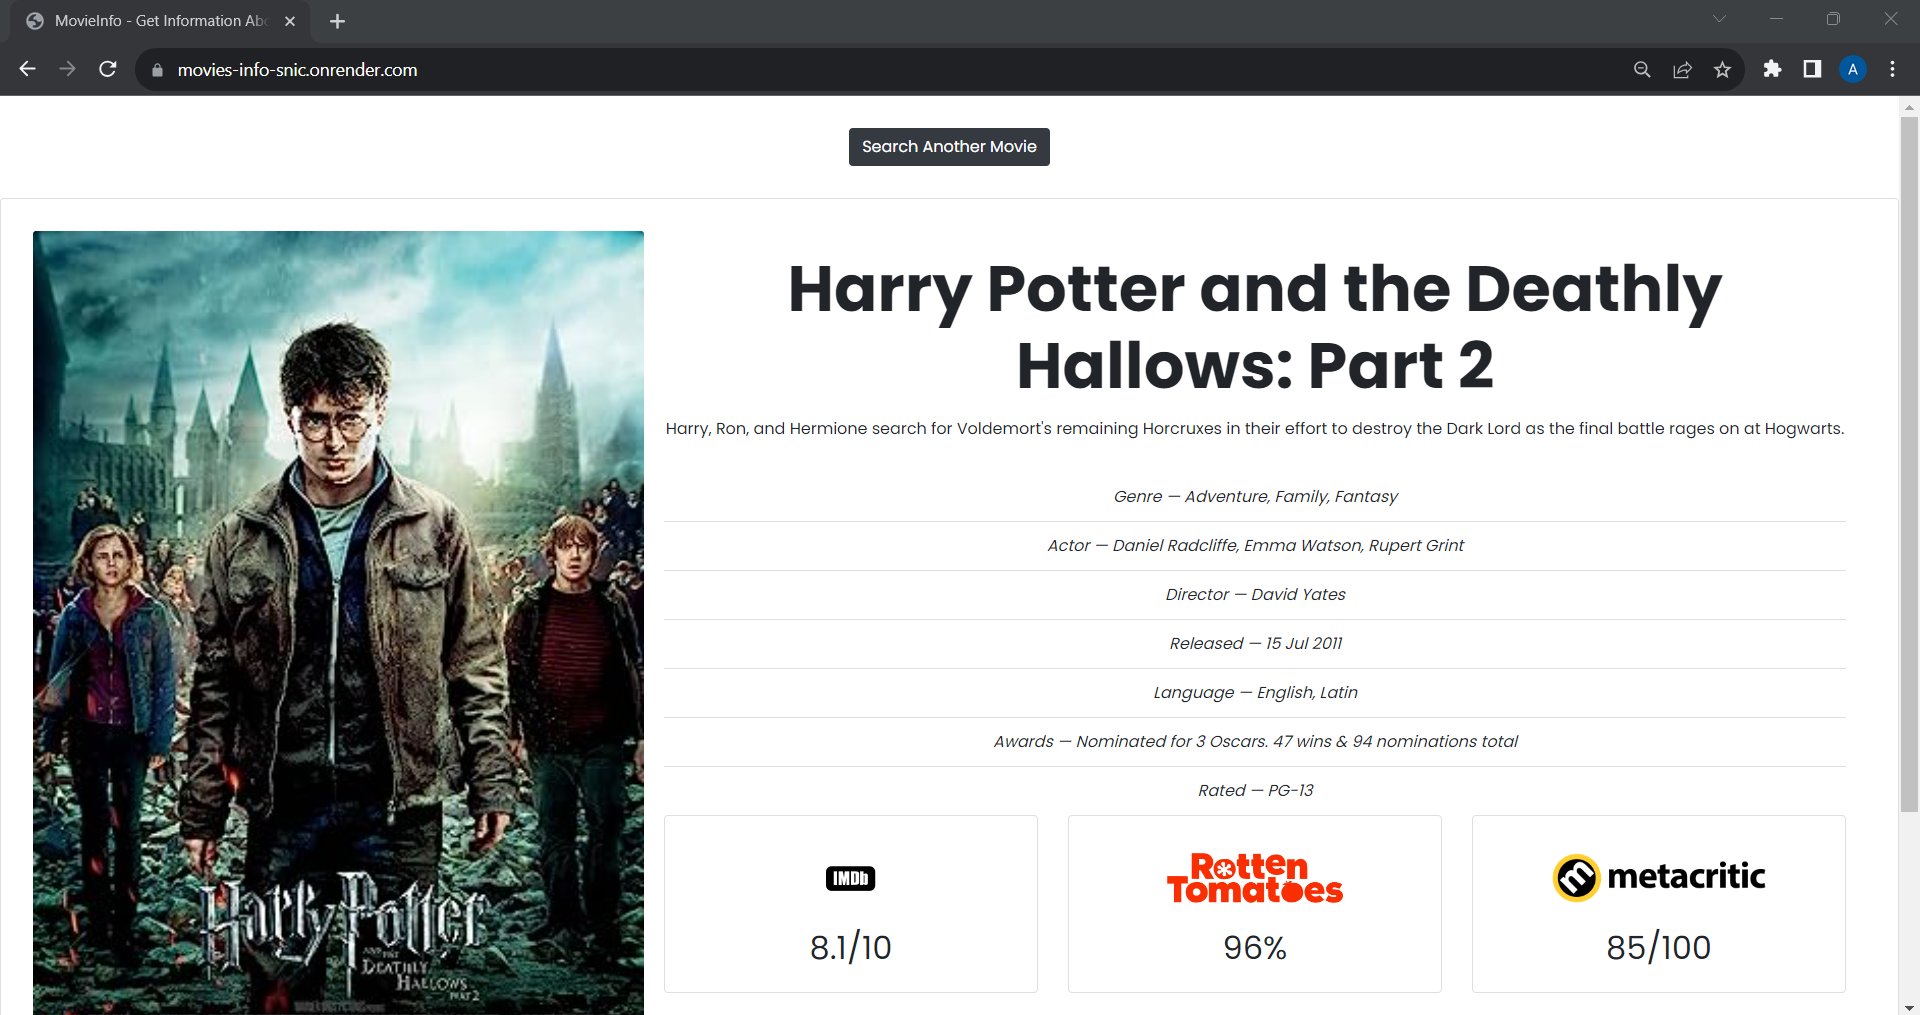 MovieInfo - Get Information Abo
movies-info-snic.onrender.com
A
Search Another Movie
Harry Potter and the Deathly
Hallows: Part 2
Harry, Ron, and Hermione search for Voldemort's remaining Horcruxes in their effort to destroy the Dark Lord as the final battle rages on at Hogwarts.
Genre — Adventure, Family, Fantasy
Actor — Daniel Radcliffe, Emma Watson, Rupert Grint
Director — David Yates
Released — 15 Jul 2011
Language — English, Latin
Awards — Nominated for 3 Oscars. 47 wins & 94 nominations total
Rated — PG-13
IMDb
8.1/10
Rotten
Tomatoes
96%
metacritic
85/100
Harry Potter
AND THE
DEATHLY
HALLOWS
PART 2